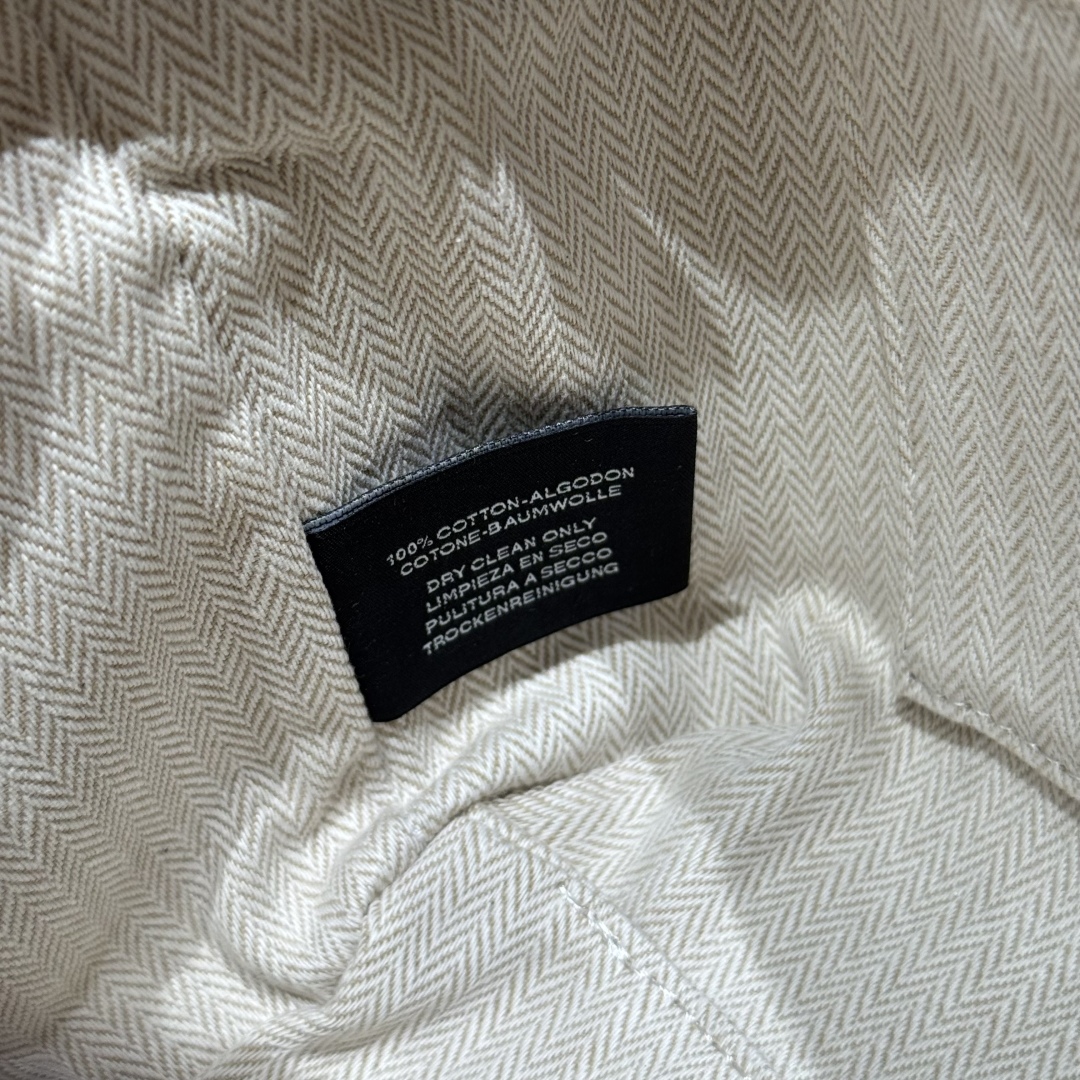 100% COTTON-ALGODON
COTONE-BAUMWOLLE
DRY CLEAN ONLY
LIMPIEZA EN SECO
PULITURA A SECCO
TROCKENREINIGUNG